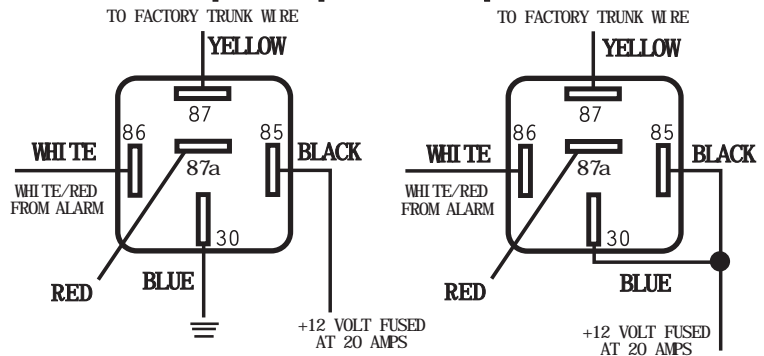 TO FACTORY TRUNK WIRE
YELLOW
87
86
85
WHITE
BLACK
87a
WHITE/RED
FROM ALARM
30
BLUE
RED
+12 VOLT FUSED
AT 20 AMPS
TO FACTORY TRUNK WIRE
YELLOW
87
86
85
WHITE
BLACK
87a
WHITE/RED
FROM ALARM
30
BLUE
RED
+12 VOLT FUSED
AT 20 AMPS